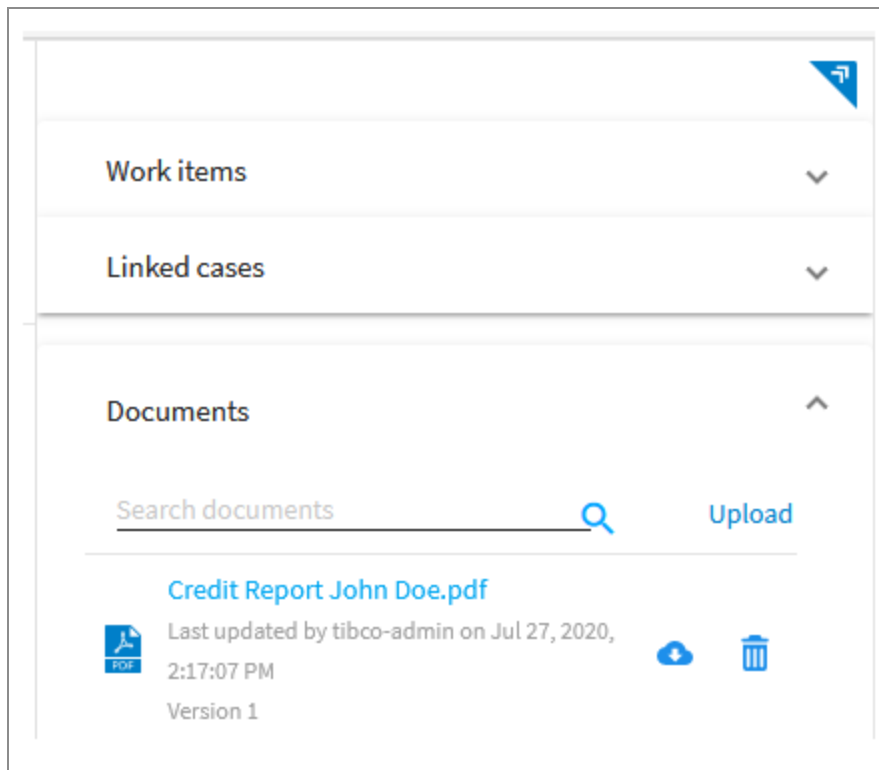 Work items
Linked cases
Documents
Search documents
Upload
Credit Report John Doe.pdf
Last updated by tibco-admin on Jul 27, 2020,
2:17:07 PM
Version 1
PDF